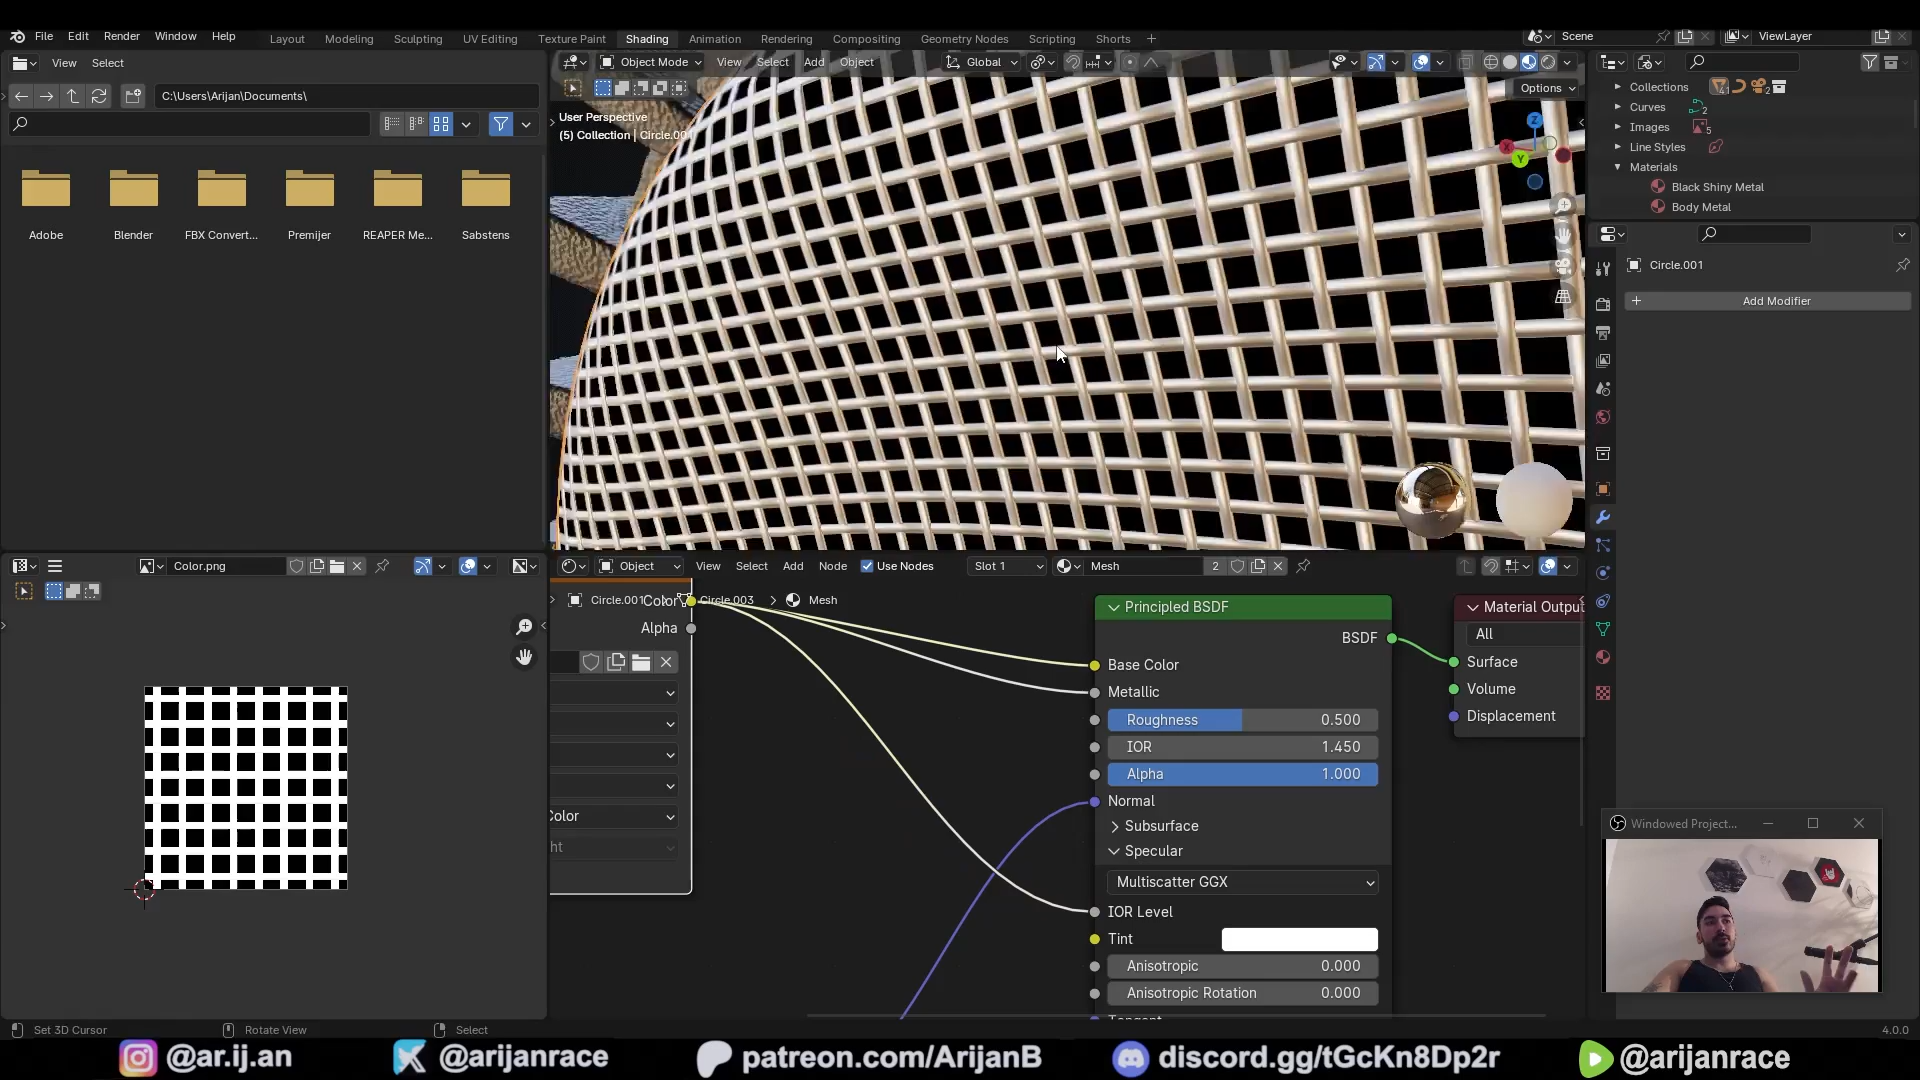 File Edit Render Window Help
Layout Modeling Sculpting UV Editing Texture Paint Shading Animation Rendering Compositing Geometry Nodes Scripting Shorts
Scene
ViewLayer
View Select
C:\Users\Arijan\Documents\
Adobe Blender FBX Convert... Premijer REAPER Me... Sabstens
Object Mode View Select Add Object Global
Options
User Perspective
(5) Collection | Circle.00
Z
X
Y
Collections
2
Curves
2
Images
5
Line Styles
Materials
Black Shiny Metal
Body Metal
Circle.001
Add Modifier
Color.png
Object View Select Add Node Use Nodes Slot 1 Mesh 2
Circle.001 Color Circle.003 Mesh
Alpha
Color
ht
Principled BSDF
BSDF
Base Color
Metallic
Roughness 0.500
IOR 1.450
Alpha 1.000
Normal
Subsurface
Specular
Multiscatter GGX
IOR Level
Tint
Anisotropic 0.000
Anisotropic Rotation 0.000
Material Output
All
Surface
Volume
Displacement
Windowed Project...
Set 3D Cursor Rotate View Select
4.0.0
@ar.ij.an @arijanrace patreon.com/ArijanB discord.gg/tGcKn8Dp2r @arijanrace